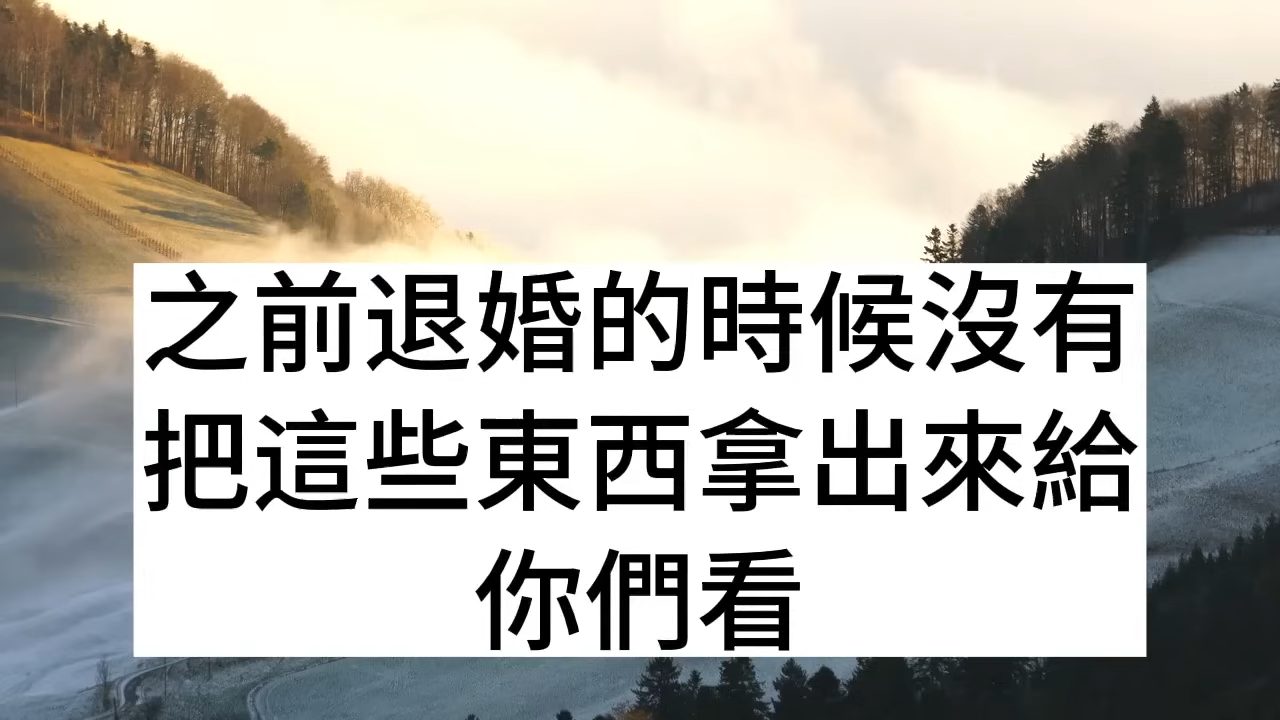 之前退婚的時候沒有
把這些東西拿出來給
你們看